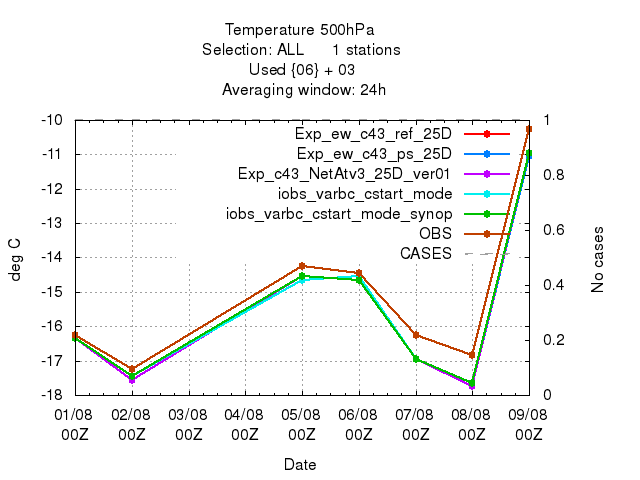 Temperature 500hPa
Selection: ALL 1 stations
Used {06} + 03
Averaging window: 24h
-10
-11
-12
-13
-14
-15
-16
-17
-18
deg C
Exp_ew_c43_ref_25D
Exp_ew_c43_ps_25D
Exp_c43_NetAtv3_25D_ver01
iobs_varbc_cstart_mode
iobs_varbc_cstart_mode_synop
OBS
CASES
1
0.8
0.6
0.4
0.2
0
No cases
01/08 02/08 03/08 04/08 05/08 06/08 07/08 08/08 09/08
00Z 00Z 00Z 00Z 00Z 00Z 00Z 00Z 00Z
Date